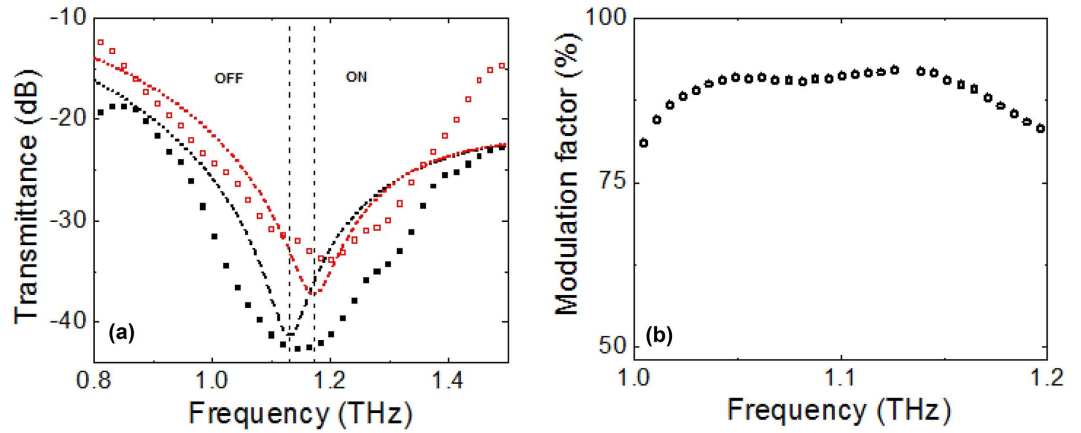 -10
-20
-30
-40
Transmittance (dB)
OFF
ON
(a)
0.8
1.0
1.2
1.4
Frequency (THz)
100
75
50
Modulation factor (%)
(b)
1.0
1.1
1.2
Frequency (THz)